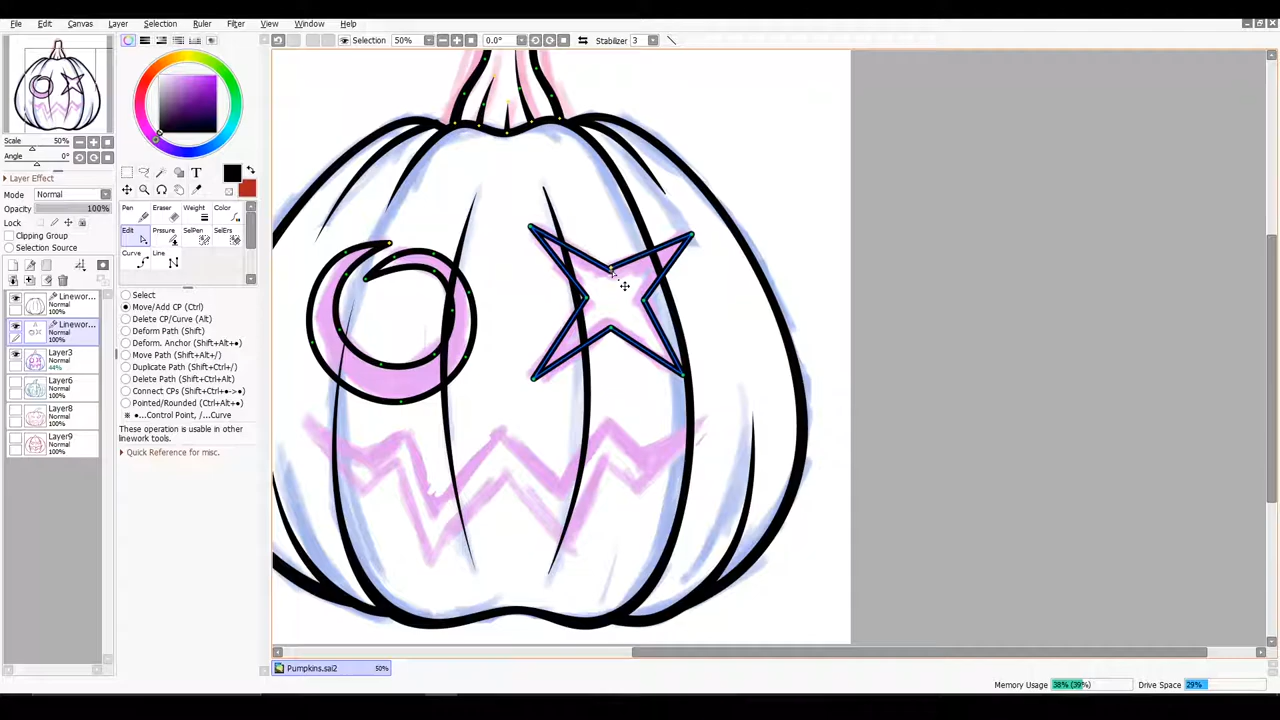 File Edit Canvas Layer Selection Ruler Filter View Window Help
Selection 50% 0.0° Stabilizer 3
Scale 50%
Angle 0°
Layer Effect
Mode Normal
Opacity 100%
Lock
Clipping Group
Selection Source
Linewor...
Normal
100%
Linewor...
Normal
100%
Layer3
Normal
44%
Layer6
Normal
100%
Layer8
Normal
100%
Layer9
Normal
100%
T
Pen Eraser Weight Color
Edit Prssure SelPen SelErs
Curve Line
Select
Move/Add CP (Ctrl)
Delete CP/Curve (Alt)
Deform Path (Shift)
Deform. Anchor (Shift+Alt+●)
Move Path (Shift+Alt+/)
Duplicate Path (Shift+Ctrl+/)
Delete Path (Shift+Ctrl+Alt)
Connect CPs (Shift+Ctrl+●->●)
Pointed/Rounded (Ctrl+Alt+●)
※ ●...Control Point, /...Curve
These operation is usable in other
linework tools.
Quick Reference for misc.
Pumpkins.sai2 50%
Memory Usage 38% (39%) Drive Space 29%